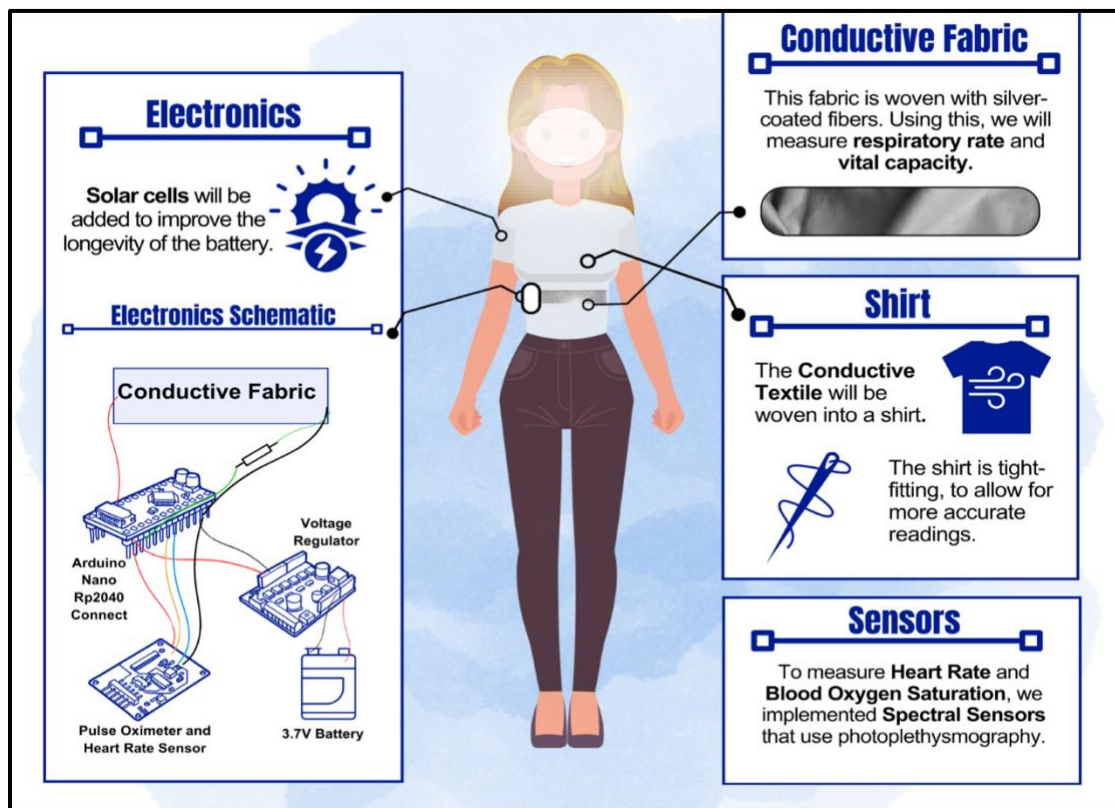 Electronics
Solar cells will be
added to improve the
longevity of the battery.
Electronics Schematic
Conductive Fabric
Arduino
Nano
Rp2040
Connect
Voltage
Regulator
Pulse Oximeter and
Heart Rate Sensor
3.7V Battery
Conductive Fabric
This fabric is woven with silver-
coated fibers. Using this, we will
measure respiratory rate and
vital capacity.
Shirt
The Conductive
Textile will be
woven into a shirt.
The shirt is tight-
fitting, to allow for
more accurate
readings.
Sensors
To measure Heart Rate and
Blood Oxygen Saturation, we
implemented Spectral Sensors
that use photoplethysmography.